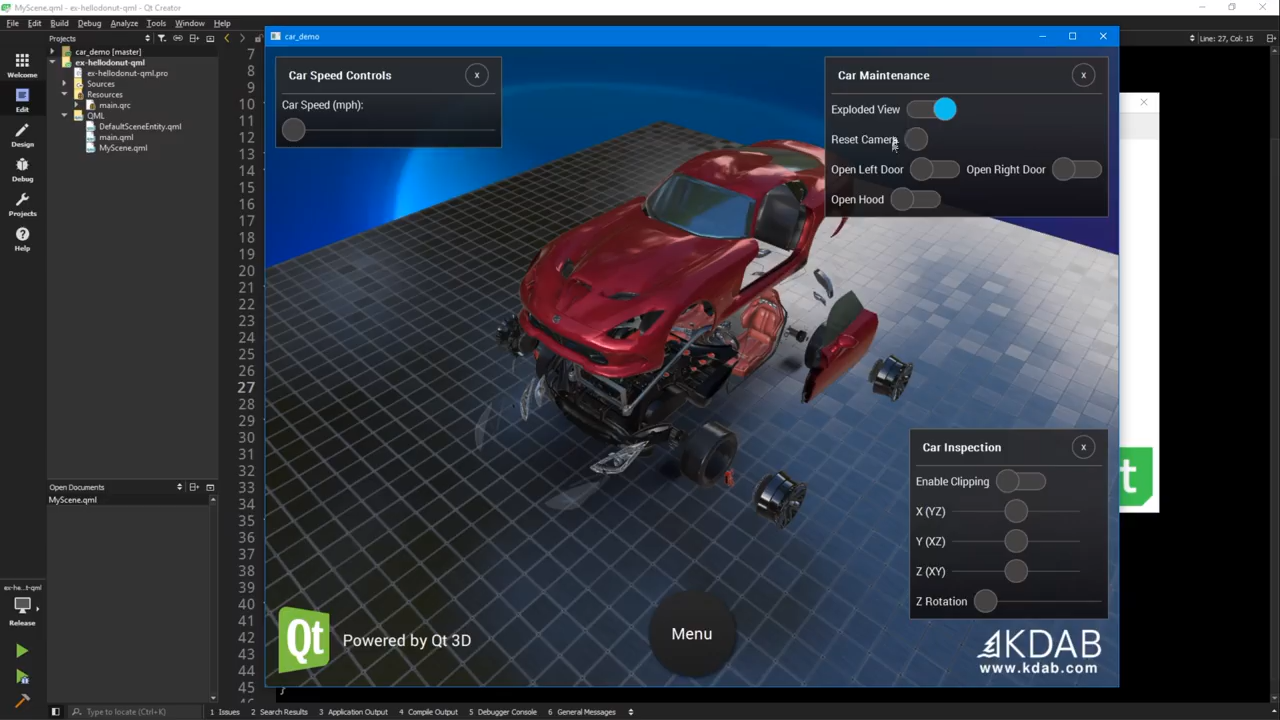 MyScene.qml - ex-hellodonut-qml - Qt Creator
File Edit Build Debug Analyze Tools Window Help
Projects
Line: 27, Col: 15
car_demo [master]
ex-hellodonut-qml
ex-hellodonut-qml.pro
Sources
Resources
main.qrc
QML
DefaultSceneEntity.qml
main.qml
MyScene.qml
Welcome
Edit
Design
Debug
Projects
Help
Open Documents
MyScene.qml
ex-he...t-qml
Release
7
8
9
10
11
12
13
14
15
16
17
18
19
20
21
22
23
24
25
26
27
28
29
30
31
32
33
34
35
36
37
38
39
40
41
42
43
44
45
}
car_demo
Car Speed Controls
x
Car Speed (mph):
Car Maintenance
x
Exploded View
Reset Camera
Open Left Door Open Right Door
Open Hood
Car Inspection
x
Enable Clipping
X (YZ)
Y (XZ)
Z (XY)
Z Rotation
Qt
Powered by Qt 3D
Menu
KDAB
www.kdab.com
t
Type to locate (Ctrl+K)
1 Issues 2 Search Results 3 Application Output 4 Compile Output 5 Debugger Console 6 General Messages